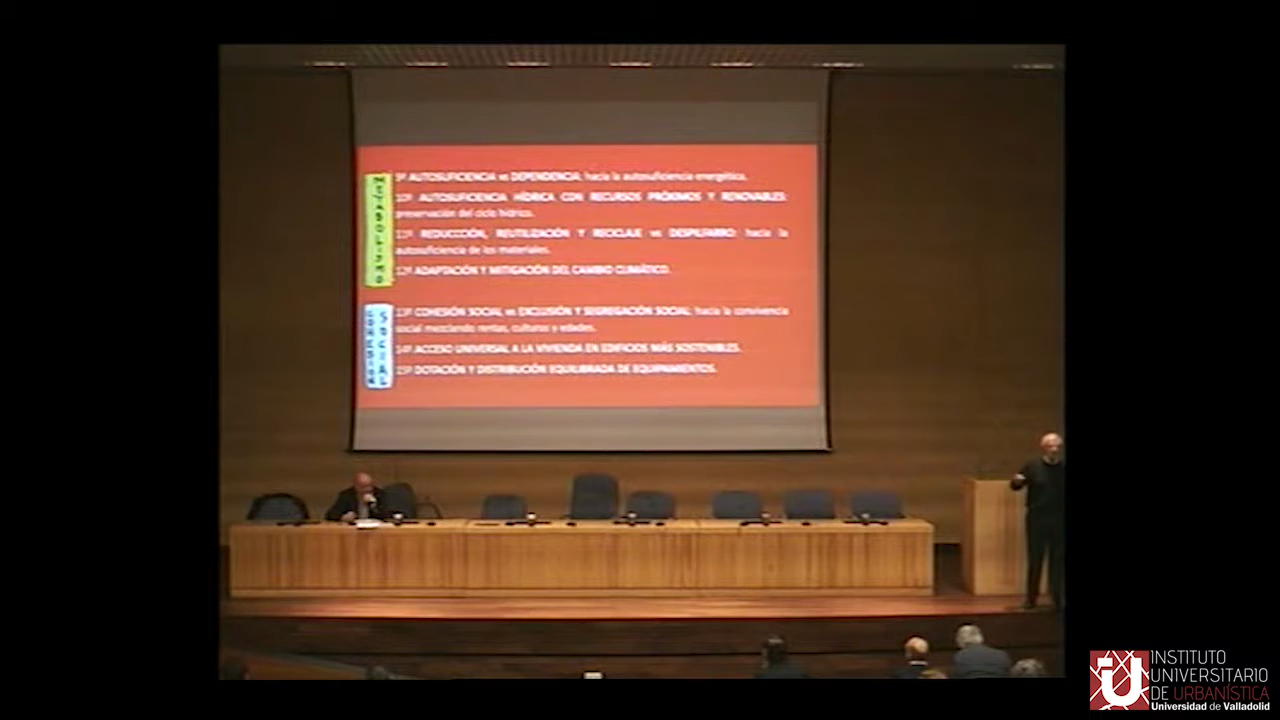 METABOLISMO
9º AUTOSUFICIENCIA vs DEPENDENCIA: hacia la autosuficiencia energética.
10º AUTOSUFICIENCIA HÍDRICA CON RECURSOS PRÓXIMOS Y RENOVABLES:
preservación del ciclo hídrico.
11º REDUCCIÓN, REUTILIZACIÓN Y RECICLAJE vs DESPILFARRO: hacia la
autosuficiencia de los materiales.
12º ADAPTACIÓN Y MITIGACIÓN DEL CAMBIO CLIMÁTICO.
COHESIÓN
SOCIAL
13º COHESIÓN SOCIAL vs EXCLUSIÓN Y SEGREGACIÓN SOCIAL: hacia la convivencia
social mezclando rentas, culturas y edades.
14º ACCESO UNIVERSAL A LA VIVIENDA EN EDIFICIOS MÁS SOSTENIBLES.
15º DOTACIÓN Y DISTRIBUCIÓN EQUILIBRADA DE EQUIPAMIENTOS.
INSTITUTO
UNIVERSITARIO
DE URBANÍSTICA
Universidad de Valladolid